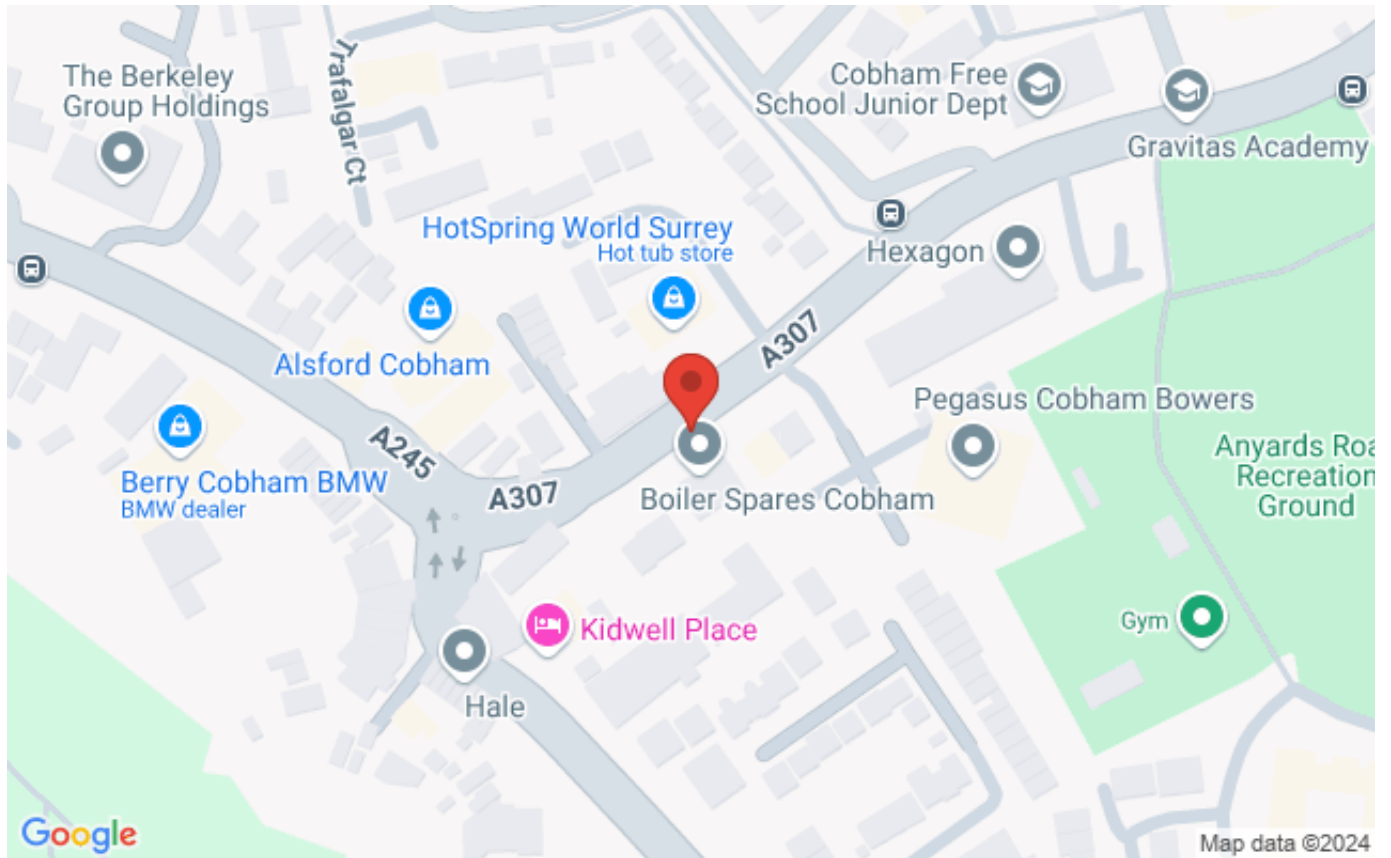 The Berkeley
Group Holdings
Trafalgar Ct
Cobham Free
School Junior Dept
Gravitas Academy
HotSpring World Surrey
Hot tub store
Hexagon
Alsford Cobham
A307
Pegasus Cobham Bowers
A245
Berry Cobham BMW
BMW dealer
A307
Boiler Spares Cobham
Anyards Roa
Recreation
Ground
Kidwell Place
Gym
Hale
Google
Map data ©2024